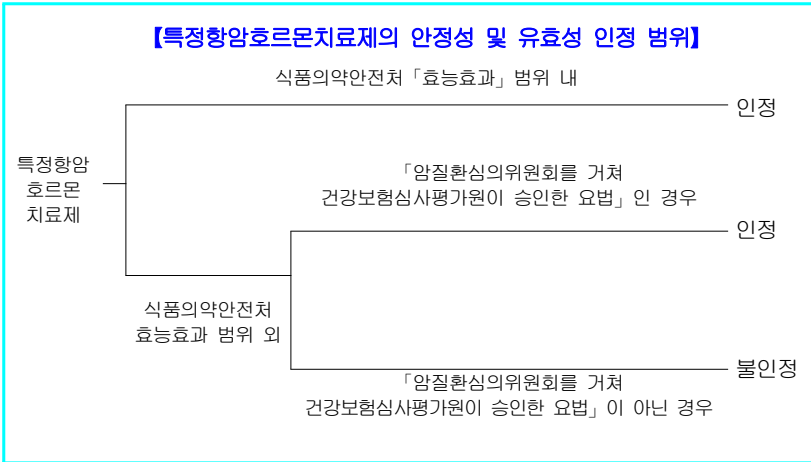 【특정항암호르몬치료제의 안정성 및 유효성 인정 범위】
식품의약안전처「효능효과」범위 내
인정
특정항암
호르몬
치료제
「암질환심의위원회를 거쳐
건강보험심사평가원이 승인한 요법」인 경우
인정
식품의약안전처
효능효과 범위 외
불인정
「암질환심의위원회를 거쳐
건강보험심사평가원이 승인한 요법」이 아닌 경우